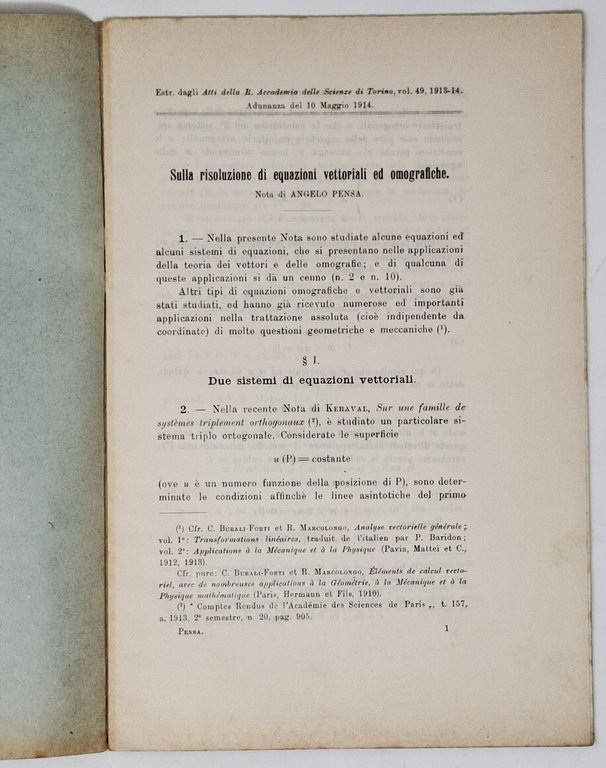 Estr. dagli Atti della R. Accademia delle Scienze di Torino, vol. 49, 1913-14.
Adunanza del 10 Maggio 1914.
Sulla risoluzione di equazioni vettoriali ed omografiche.
Nota di ANGELO PENSA.
1. — Nella presente Nota sono studiate alcune equazioni ed
alcuni sistemi di equazioni, che si presentano nelle applicazioni
della teoria dei vettori e delle omografie; e di qualcuna di
queste applicazioni si dà un cenno (n. 2 e n. 10).
Altri tipi di equazioni omografiche e vettoriali sono già
stati studiati, ed hanno già ricevuto numerose ed importanti
applicazioni nella trattazione assoluta (cioè indipendente da
coordinate) di molte questioni geometriche e meccaniche (¹).
§ I.
Due sistemi di equazioni vettoriali.
2. — Nella recente Nota di KERAVAL, Sur une famille de
systèmes triplement orthogonaux (²), è studiato un particolare si-
stema triplo ortogonale. Considerate le superficie
u (P) = costante
(ove u è un numero funzione della posizione di P), sono deter-
minate le condizioni affinchè le linee asintotiche del primo
(¹) Cfr. C. BURALI-FORTI et R. MARCOLONGO, Analyse vectorielle générale;
vol. 1º: Transformations linéaires, traduit de l'italien par P. Baridon;
vol. 2º: Applications à la Mécanique et à la Physique (Pavia, Mattei et C.,
1912, 1913).
Cfr. pure: C. BURALI-FORTI et R. MARCOLONGO, Éléments de calcul vecto-
riel, avec de nombreuses applications à la Géométrie, à la Mécanique et à la
Physique mathématique (Paris, Hermann et Fils, 1910).
(²) " Comptes Rendus de l'Académie des Sciences de Paris „, t. 157,
a. 1913, 2º semestre, n. 20, pag. 905.
PENSA. 1